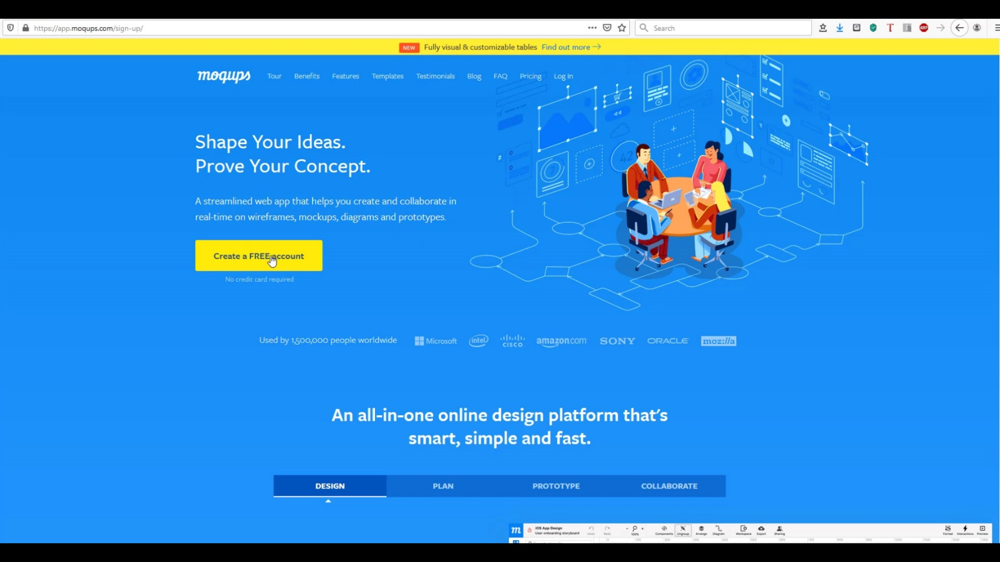 https://app.moqups.com/sign-up/
Search
NEW Fully visual & customizable tables Find out more
moqups Tour Benefits Features Templates Testimonials Blog FAQ Pricing Log In
Shape Your Ideas.
Prove Your Concept.
A streamlined web app that helps you create and collaborate in
real-time on wireframes, mockups, diagrams and prototypes.
Create a FREE account
No credit card required
42
7
2
1
Used by 1,500,000 people worldwide Microsoft intel CISCO amazon.com SONY ORACLE moz://a
An all-in-one online design platform that's
smart, simple and fast.
DESIGN PLAN PROTOTYPE COLLABORATE
m iOS App Design
User onboarding storyboard
Undo Redo 100% Components Ungroup Arrange Diagram Workspace Export Sharing Format Interactions Preview